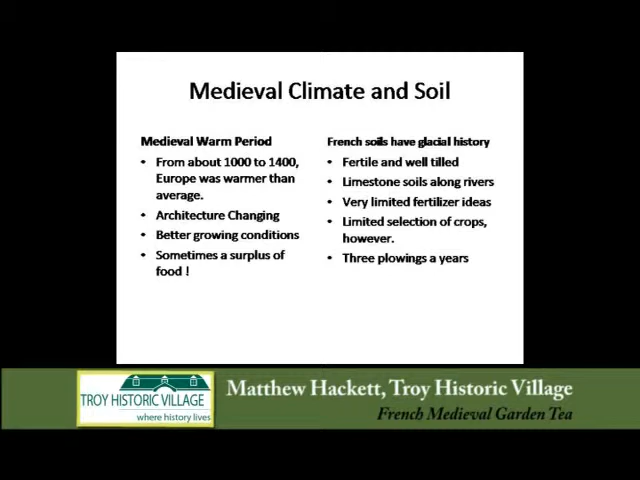 Medieval Climate and Soil
Medieval Warm Period
• From about 1000 to 1400,
Europe was warmer than
average.
• Architecture Changing
• Better growing conditions
• Sometimes a surplus of
food !
French soils have glacial history
• Fertile and well tilled
• Limestone soils along rivers
• Very limited fertilizer ideas
• Limited selection of crops,
however.
• Three plowings a years
TROY HISTORIC VILLAGE
where history lives
Matthew Hackett, Troy Historic Village
French Medieval Garden Tea